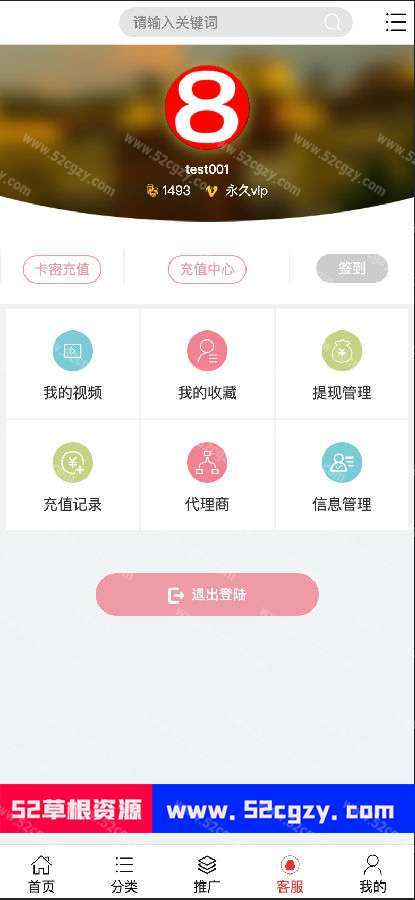 请输入关键词
8
test001
1493 永久vip
卡密充值 充值中心 签到
我的视频 我的收藏 提现管理
充值记录 代理商 信息管理
退出登陆
52草根资源 www.52cgzy.com
首页 分类 推广 客服 我的